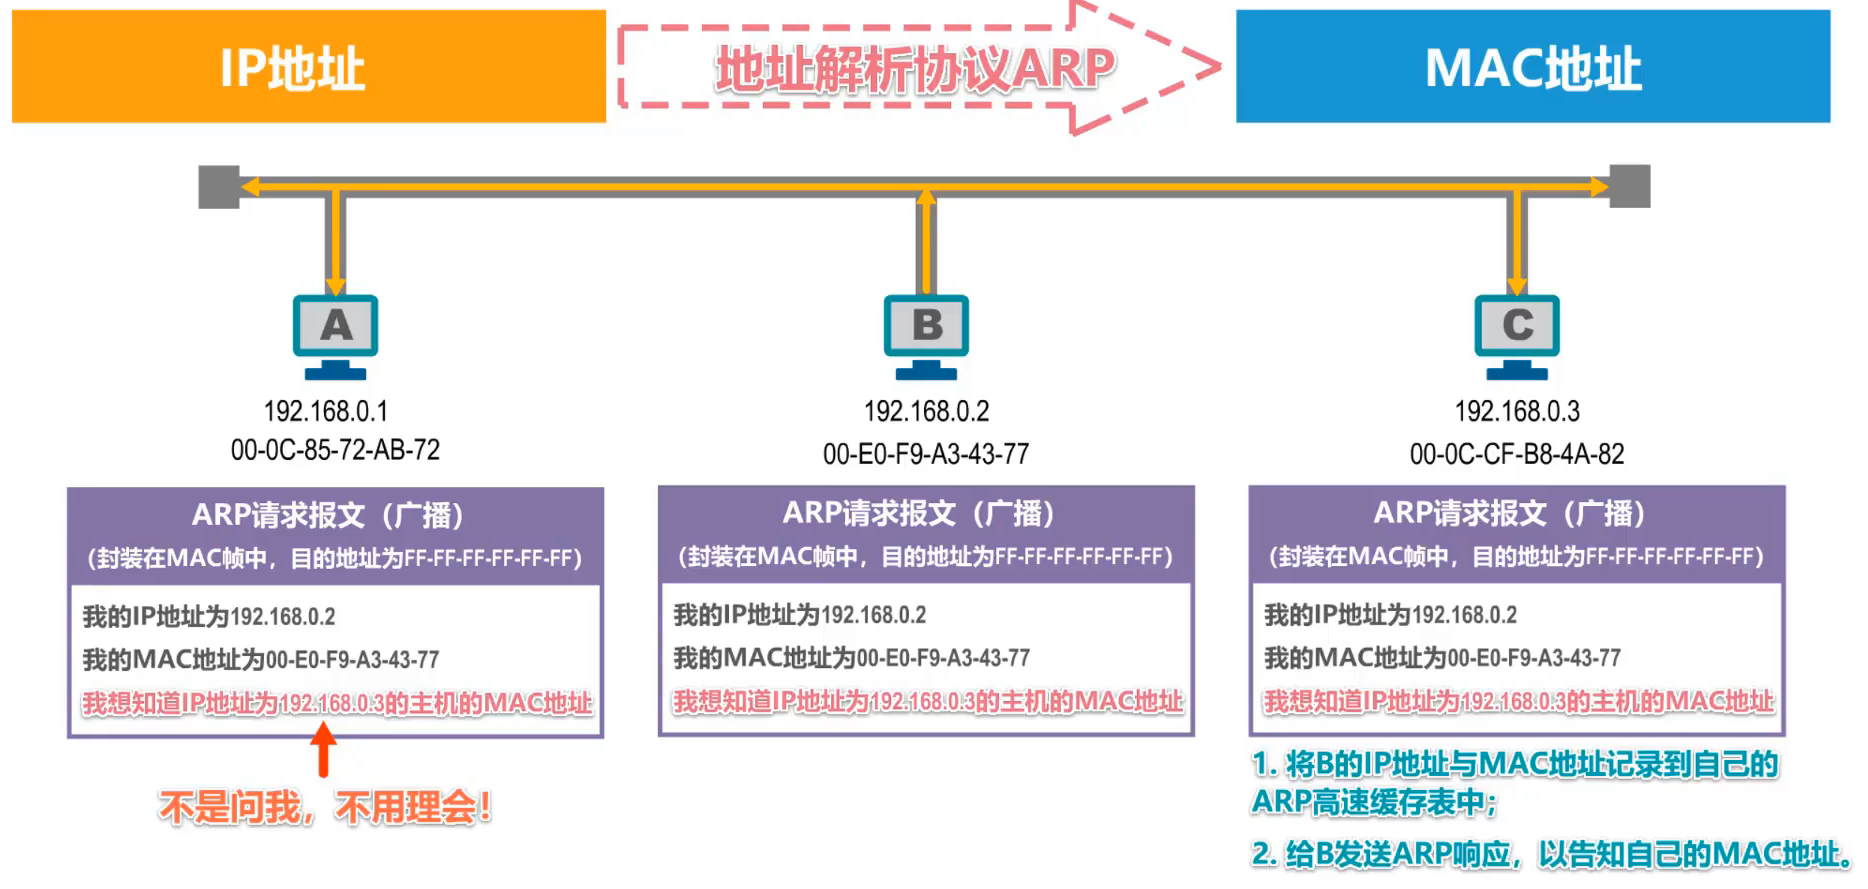 IP地址
地址解析协议ARP
MAC地址
A
B
C
192.168.0.1
00-0C-85-72-AB-72
192.168.0.2
00-E0-F9-A3-43-77
192.168.0.3
00-0C-CF-B8-4A-82
ARP请求报文（广播）
（封装在MAC帧中，目的地址为FF-FF-FF-FF-FF-FF）
我的IP地址为192.168.0.2
我的MAC地址为00-E0-F9-A3-43-77
我想知道IP地址为192.168.0.3的主机的MAC地址
不是问我，不用理会！
ARP请求报文（广播）
（封装在MAC帧中，目的地址为FF-FF-FF-FF-FF-FF）
我的IP地址为192.168.0.2
我的MAC地址为00-E0-F9-A3-43-77
我想知道IP地址为192.168.0.3的主机的MAC地址
ARP请求报文（广播）
（封装在MAC帧中，目的地址为FF-FF-FF-FF-FF-FF）
我的IP地址为192.168.0.2
我的MAC地址为00-E0-F9-A3-43-77
我想知道IP地址为192.168.0.3的主机的MAC地址
1. 将B的IP地址与MAC地址记录到自己的
ARP高速缓存表中；
2. 给B发送ARP响应，以告知自己的MAC地址。